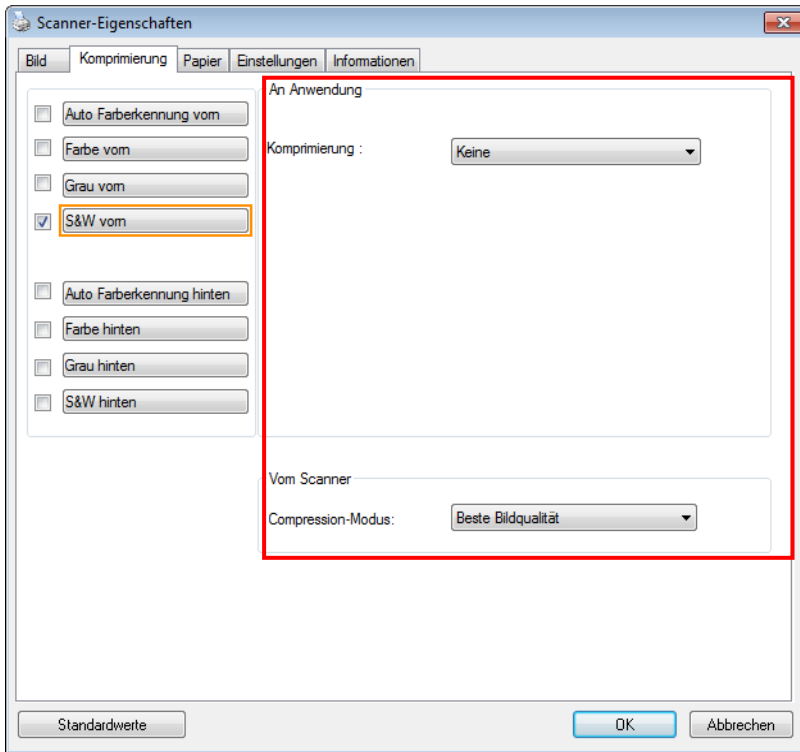 Scanner-Eigenschaften
Bild Komprimierung Papier Einstellungen Informationen
An Anwendung
Auto Farberkennung vorn
Farbe vorn
Komprimierung :
Keine
Grau vorn
S&W vorn
Auto Farberkennung hinten
Farbe hinten
Grau hinten
S&W hinten
Vom Scanner
Compression-Modus:
Beste Bildqualität
Standardwerte
OK
Abbrechen